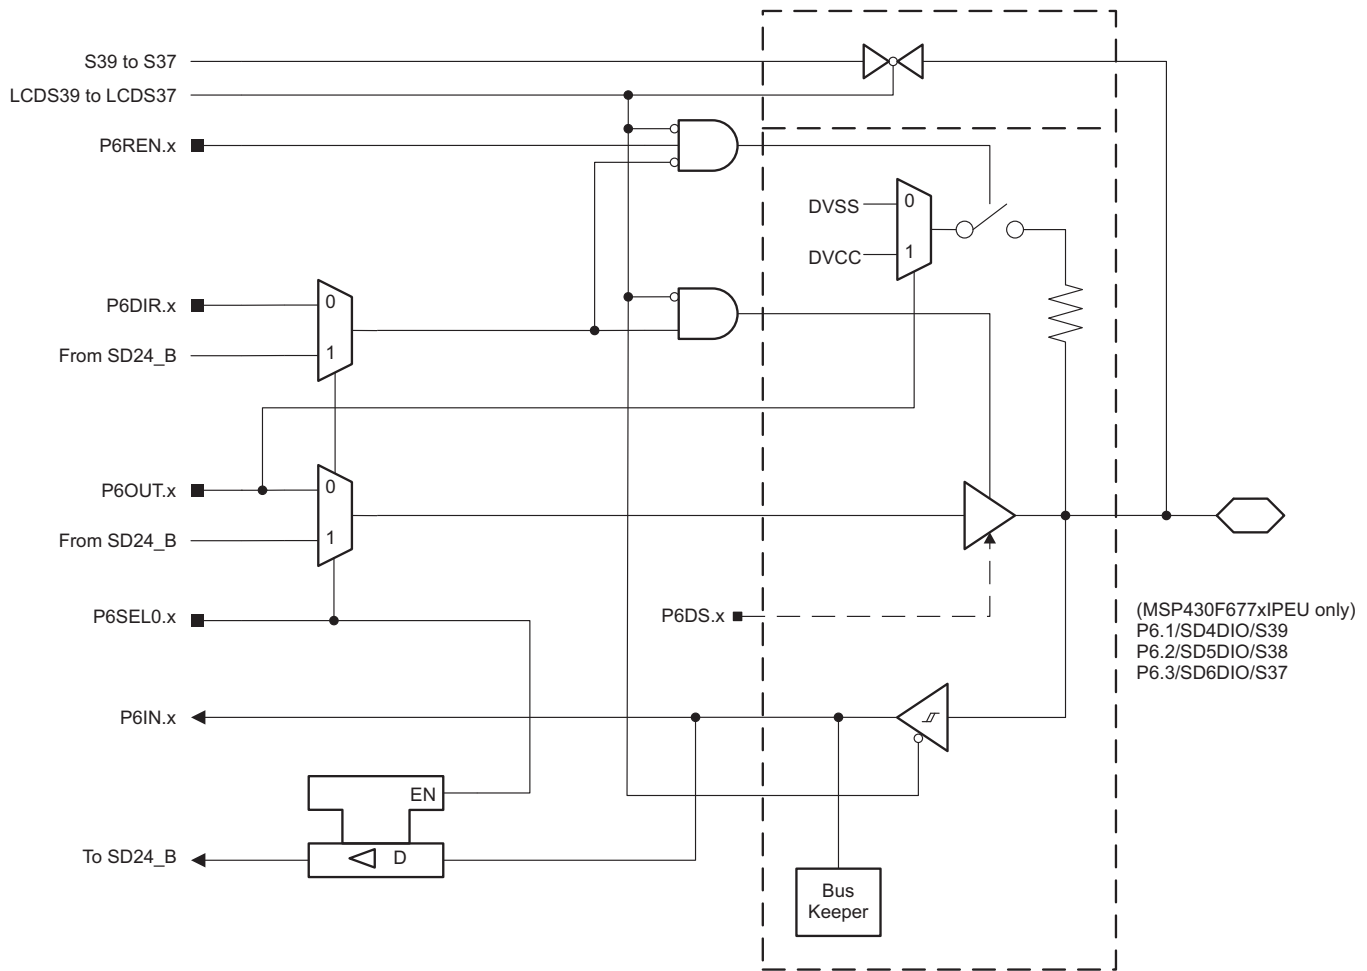 S39 to S37
LCDS39 to LCDS37
P6REN.x
DVSS
0
DVCC
1
P6DIR.x
0
From SD24_B
1
P6OUT.x
0
From SD24_B
1
P6SEL0.x
P6DS.x
(MSP430F677xIPEU only)
P6.1/SD4DIO/S39
P6.2/SD5DIO/S38
P6.3/SD6DIO/S37
P6IN.x
EN
To SD24_B
D
Bus
Keeper